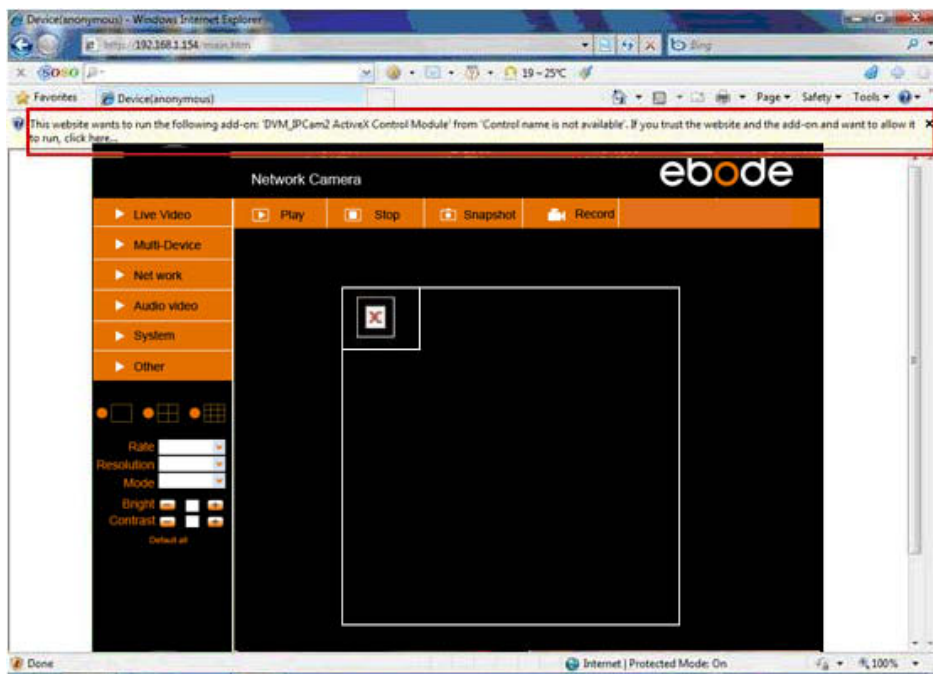 Device(anonymous) - Windows Internet Explorer
http://192.168.1.154/main.htm
Bing
SOSO
19~25℃
Favorites
Device(anonymous)
Page
Safety
Tools
This website wants to run the following add-on: 'DVM_IPCam2 ActiveX Control Module' from 'Control name is not available'. If you trust the website and the add-on and want to allow it
to run, click here...
Network Camera
ebode
Live Video
Play
Stop
Snapshot
Record
Multi-Device
Net work
Audio video
System
Other
Rate
Resolution
Mode
Bright
Contrast
Default all
Done
Internet | Protected Mode: On
100%